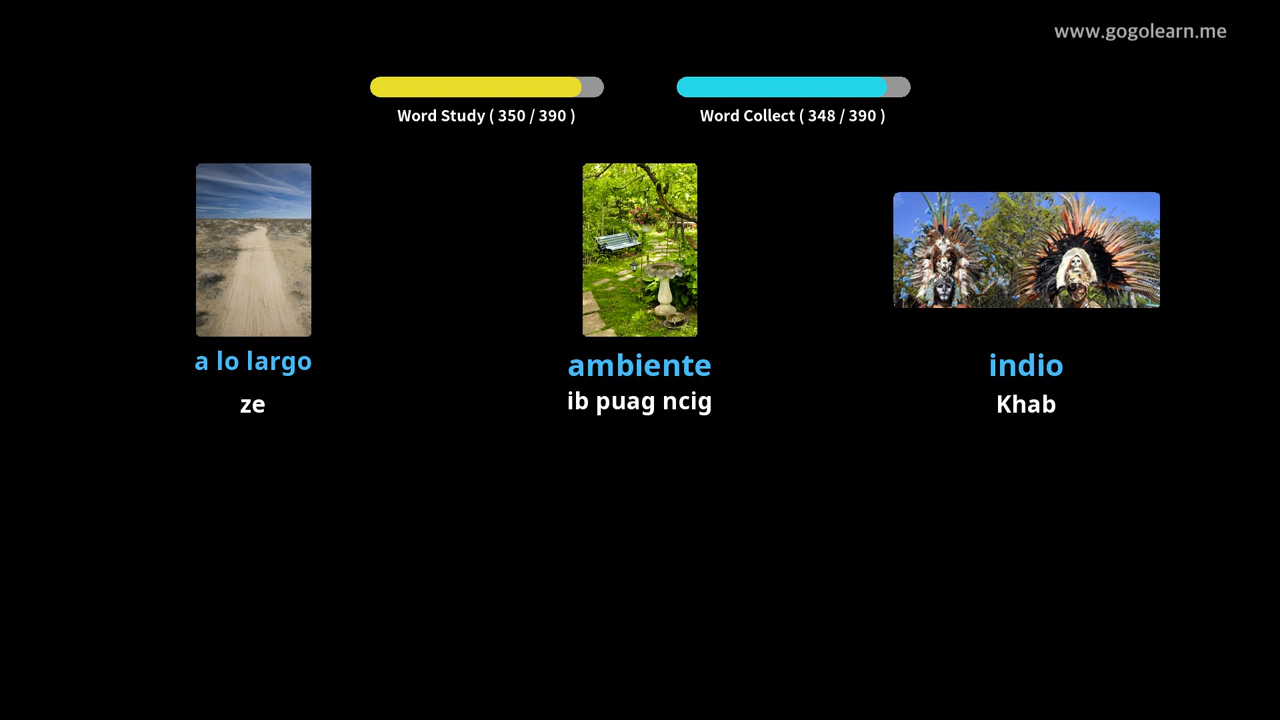 www.gogolearn.me
Word Study ( 350 / 390 )
Word Collect ( 348 / 390 )
a lo largo
ze
ambiente
ib puag ncig
indio
Khab